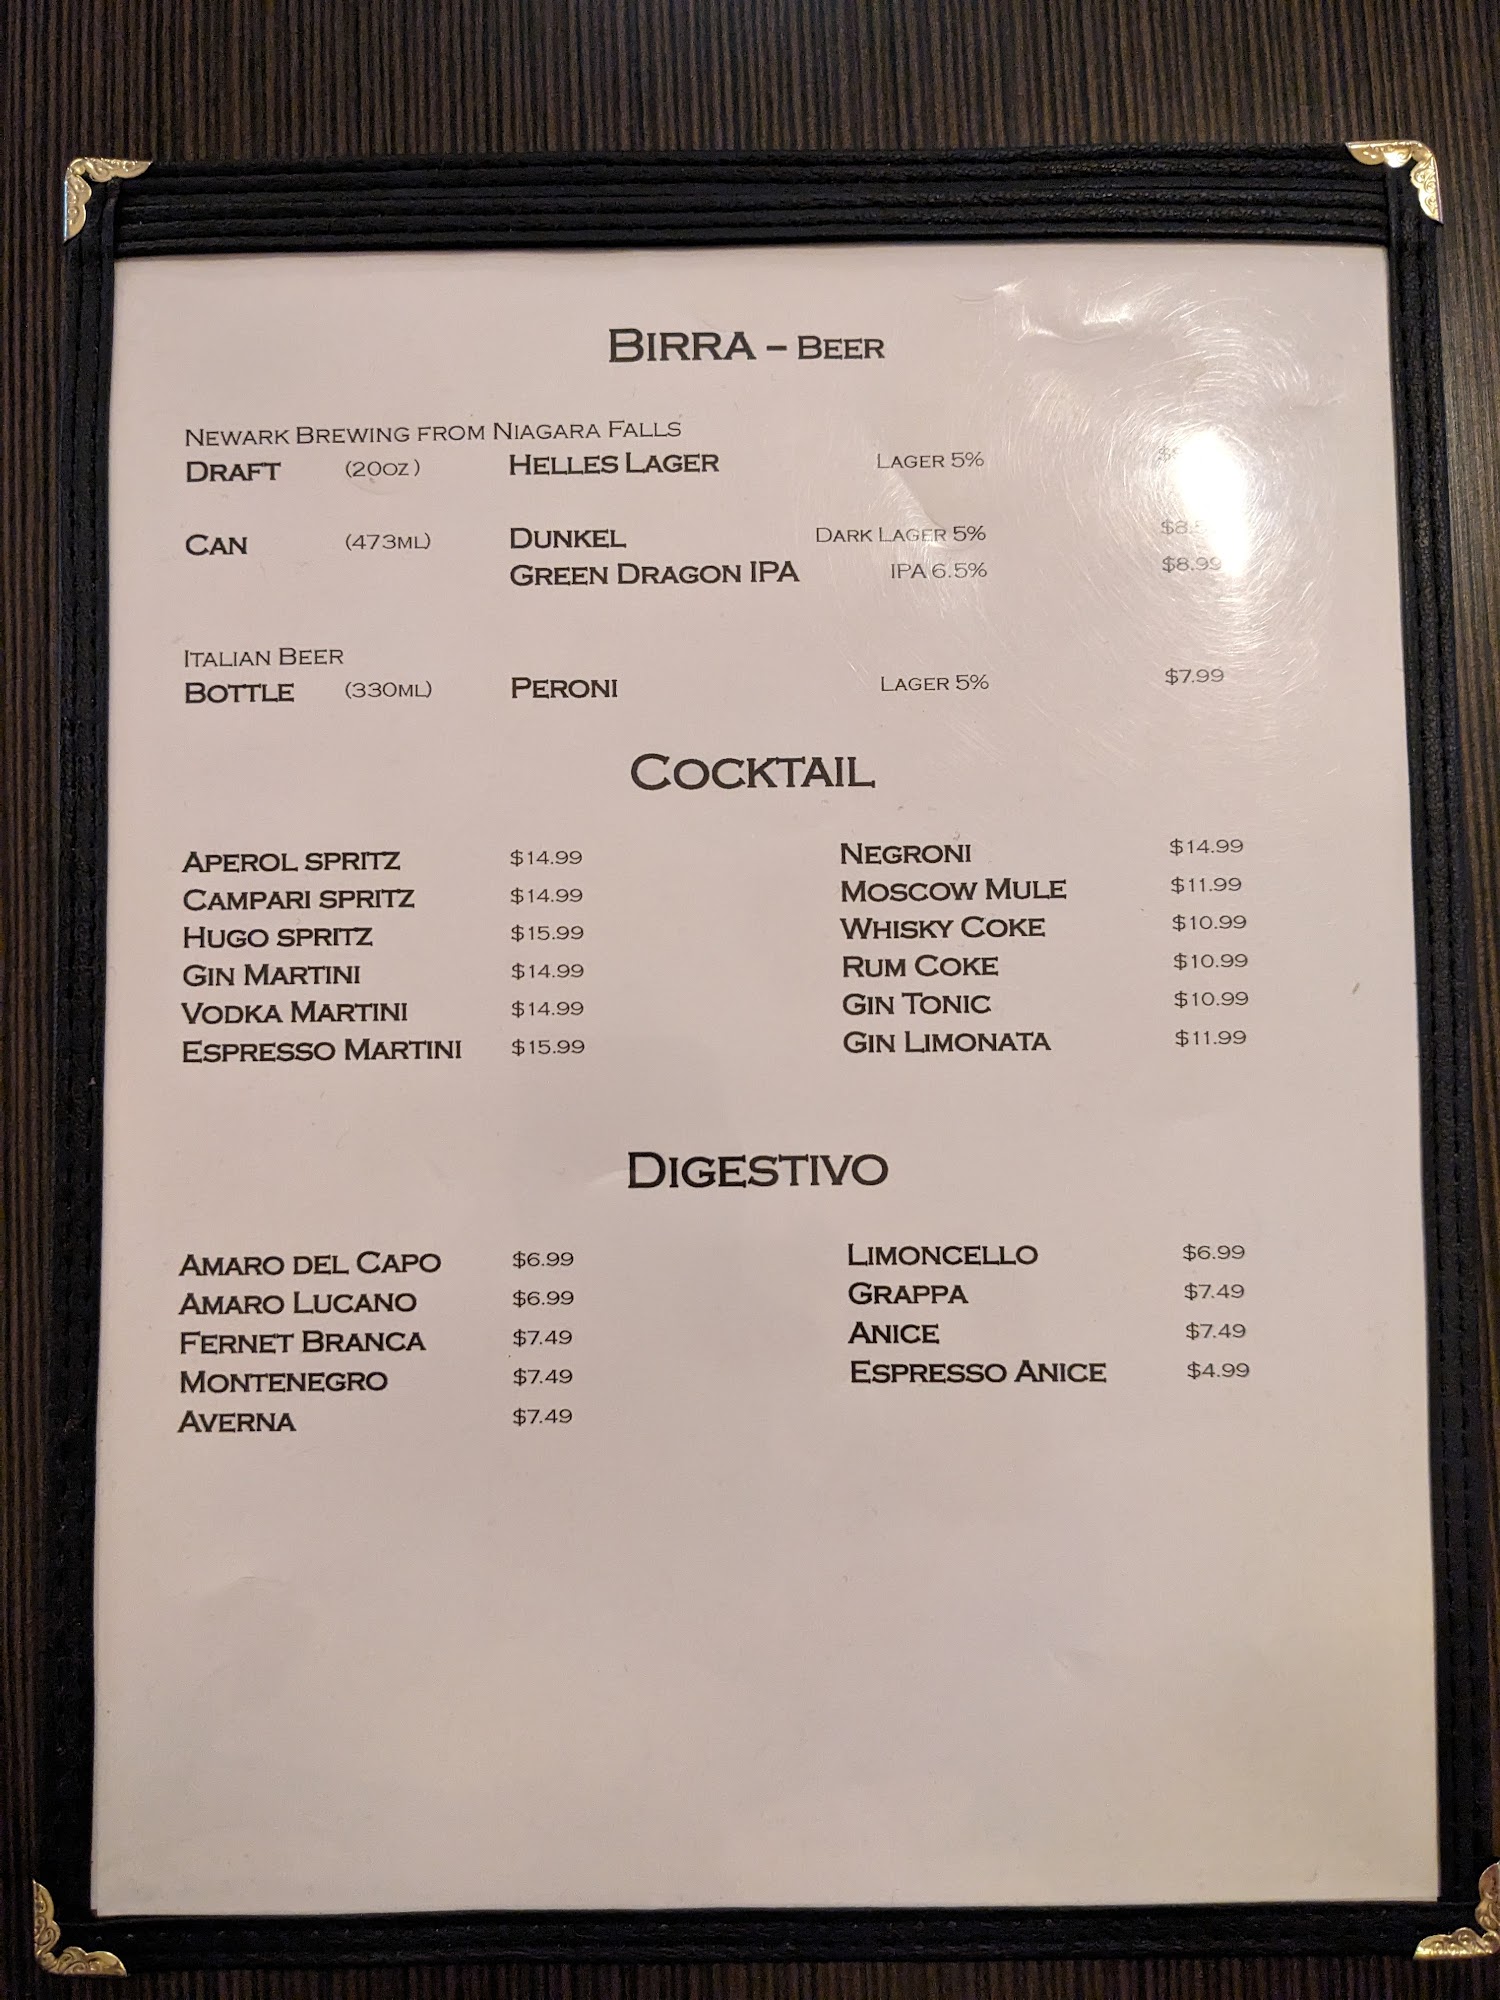 BIRRA – BEER
NEWARK BREWING FROM NIAGARA FALLS
DRAFT (20OZ) HELLES LAGER LAGER 5%
CAN (473ML) DUNKEL DARK LAGER 5%
GREEN DRAGON IPA IPA 6.5% $8.99
ITALIAN BEER
BOTTLE (330ML) PERONI LAGER 5% $7.99
COCKTAIL
APEROL SPRITZ $14.99
CAMPARI SPRITZ $14.99
HUGO SPRITZ $15.99
GIN MARTINI $14.99
VODKA MARTINI $14.99
ESPRESSO MARTINI $15.99
NEGRONI $14.99
MOSCOW MULE $11.99
WHISKY COKE $10.99
RUM COKE $10.99
GIN TONIC $10.99
GIN LIMONATA $11.99
DIGESTIVO
AMARO DEL CAPO $6.99
AMARO LUCANO $6.99
FERNET BRANCA $7.49
MONTENEGRO $7.49
AVERNA $7.49
LIMONCELLO $6.99
GRAPPA $7.49
ANICE $7.49
ESPRESSO ANICE $4.99